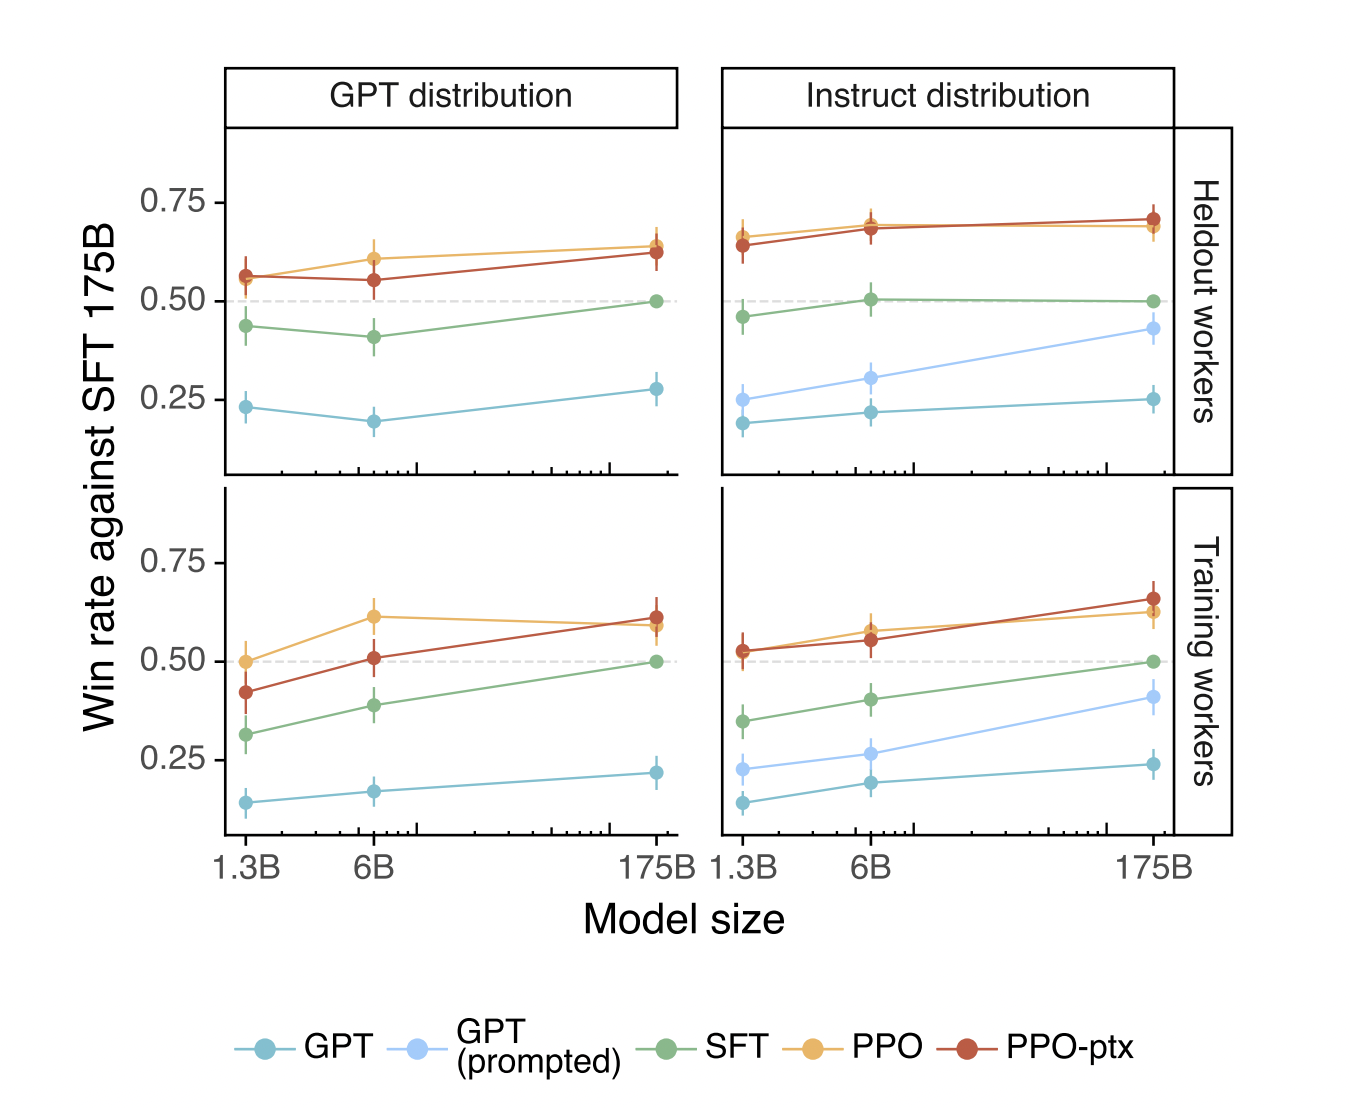 GPT distribution
Instruct distribution
Win rate against SFT 175B
0.75
0.50
0.25
Heldout workers
0.75
0.50
0.25
Training workers
1.3B
6B
175B
1.3B
6B
175B
Model size
GPT
GPT
(prompted)
SFT
PPO
PPO-ptx